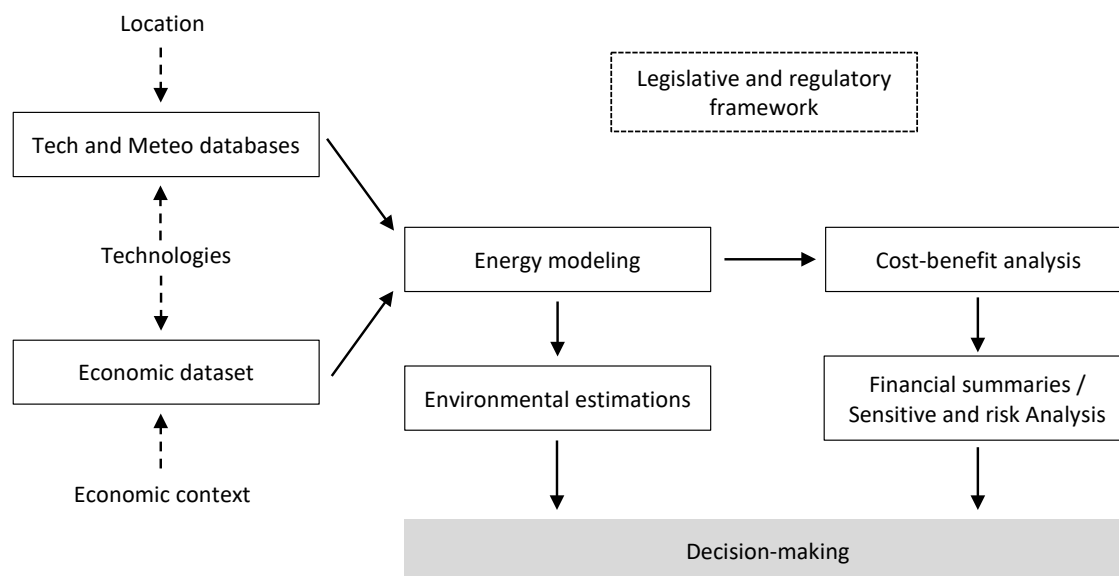 Location
Legislative and regulatory
framework
Tech and Meteo databases
Technologies
Energy modeling
Cost-benefit analysis
Economic dataset
Environmental estimations
Financial summaries /
Sensitive and risk Analysis
Economic context
Decision-making